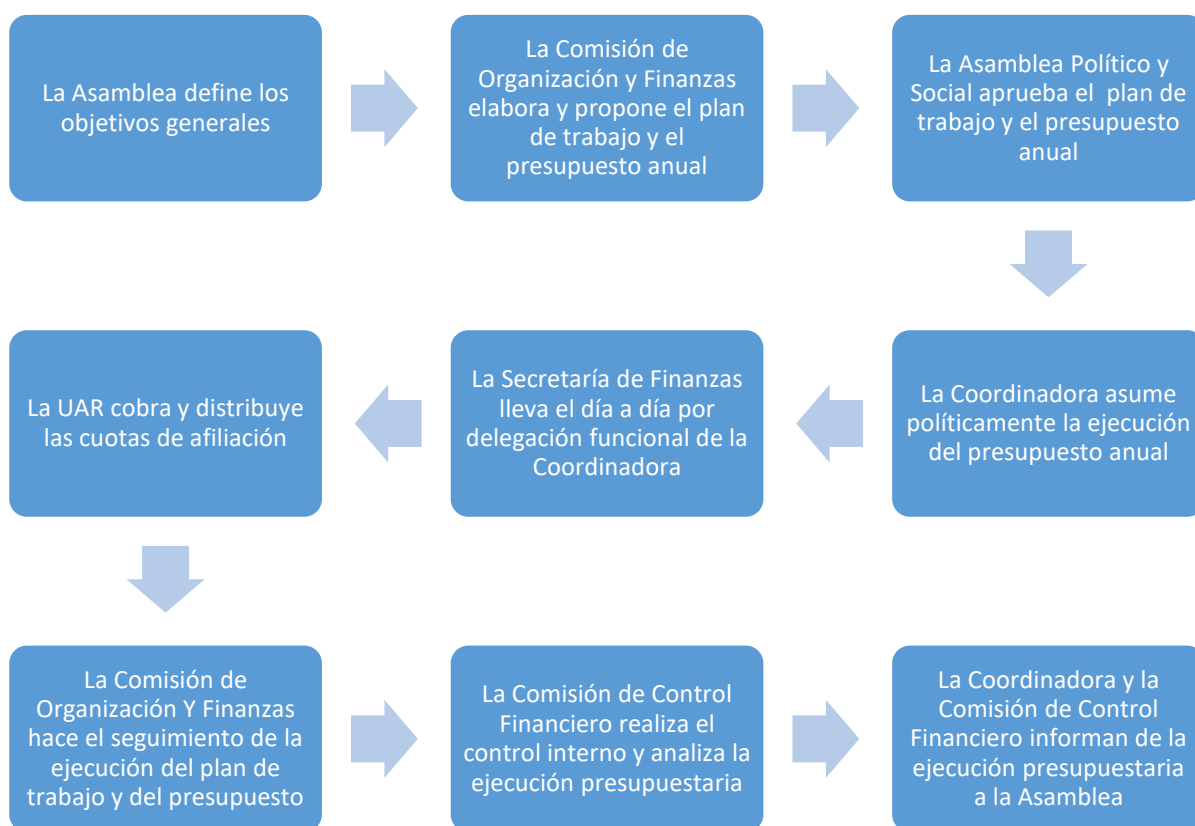 La Asamblea define los
objetivos generales
La Comisión de
Organización y Finanzas
elabora y propone el plan
de trabajo y el
presupuesto anual
La Asamblea Político y
Social aprueba el  plan de
trabajo y el presupuesto
anual
La Coordinadora asume
políticamente la ejecución
del presupuesto anual
La Secretaría de Finanzas
lleva el día a día por
delegación funcional de la
Coordinadora
La UAR cobra y distribuye
las cuotas de afiliación
La Comisión de
Organización Y Finanzas
hace el seguimiento de la
ejecución del plan de
trabajo y del presupuesto
La Comisión de Control
Financiero realiza el
control interno y analiza la
ejecución presupuestaria
La Coordinadora y la
Comisión de Control
Financiero informan de la
ejecución presupuestaria
a la Asamblea